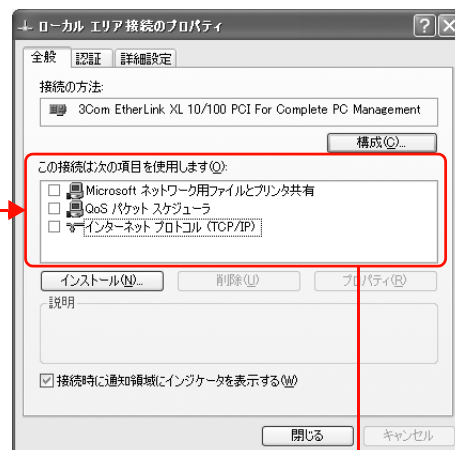 ローカル エリア接続のプロパティ
全般 認証 詳細設定
接続の方法:
3Com EtherLink XL 10/100 PCI For Complete PC Management
構成(C)...
この接続は次の項目を使用します(O):
Microsoft ネットワーク用ファイルとプリンタ共有
QoS パケット スケジューラ
インターネット プロトコル (TCP/IP)
インストール(N)... 削除(U) プロパティ(R)
説明
接続時に通知領域にインジケータを表示する(W)
閉じる キャンセル